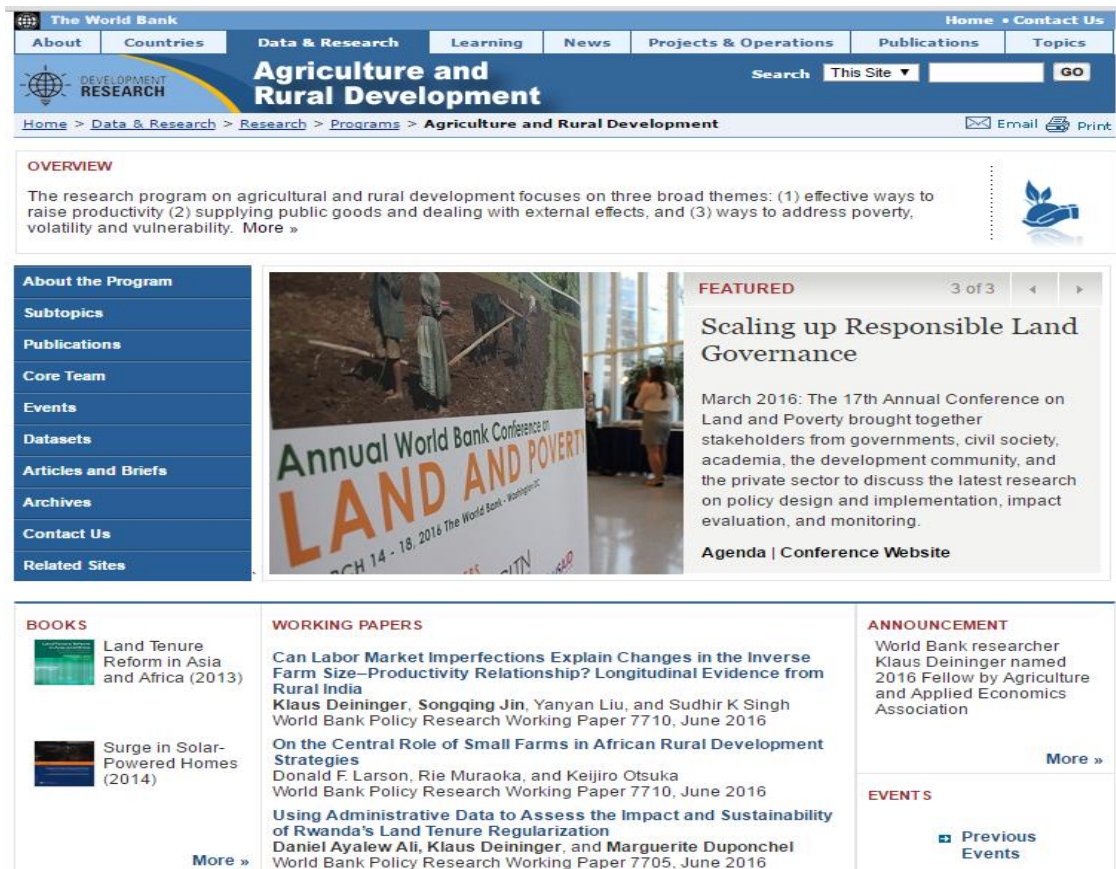 The World Bank
Home • Contact Us
About Countries Data & Research Learning News Projects & Operations Publications Topics
DEVELOPMENT
RESEARCH
Agriculture and
Rural Development
Search This Site ▼ GO
Home > Data & Research > Research > Programs > Agriculture and Rural Development
Email Print
OVERVIEW
The research program on agricultural and rural development focuses on three broad themes: (1) effective ways to
raise productivity (2) supplying public goods and dealing with external effects, and (3) ways to address poverty,
volatility and vulnerability. More »
About the Program
Subtopics
Publications
Core Team
Events
Datasets
Articles and Briefs
Archives
Contact Us
Related Sites
Annual World Bank Conference on
LAND AND POVERTY
RCH 14 - 18, 2016 The World Bank - Washington DC
FEATURED 3 of 3
Scaling up Responsible Land
Governance
March 2016: The 17th Annual Conference on
Land and Poverty brought together
stakeholders from governments, civil society,
academia, the development community, and
the private sector to discuss the latest research
on policy design and implementation, impact
evaluation, and monitoring.
Agenda | Conference Website
BOOKS
Land Tenure
Reform in Asia
and Africa (2013)
Surge in Solar-
Powered Homes
(2014)
More »
WORKING PAPERS
Can Labor Market Imperfections Explain Changes in the Inverse
Farm Size–Productivity Relationship? Longitudinal Evidence from
Rural India
Klaus Deininger, Songqing Jin, Yanyan Liu, and Sudhir K Singh
World Bank Policy Research Working Paper 7710, June 2016
On the Central Role of Small Farms in African Rural Development
Strategies
Donald F. Larson, Rie Muraoka, and Keijiro Otsuka
World Bank Policy Research Working Paper 7710, June 2016
Using Administrative Data to Assess the Impact and Sustainability
of Rwanda's Land Tenure Regularization
Daniel Ayalew Ali, Klaus Deininger, and Marguerite Duponchel
World Bank Policy Research Working Paper 7705, June 2016
ANNOUNCEMENT
World Bank researcher
Klaus Deininger named
2016 Fellow by Agriculture
and Applied Economics
Association
More »
EVENTS
Previous
Events